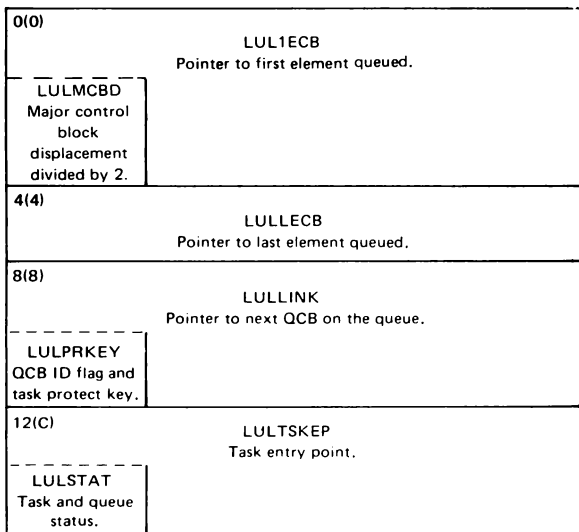 0(0)
LUL1ECB
Pointer to first element queued.
LULMCBD
Major control
block
displacement
divided by 2.
4(4)
LULLECB
Pointer to last element queued.
8(8)
LULLINK
Pointer to next QCB on the queue.
LULPRKEY
QCB ID flag and
task protect key.
12(C)
LULTSKEP
Task entry point.
LULSTAT
Task and queue
status.